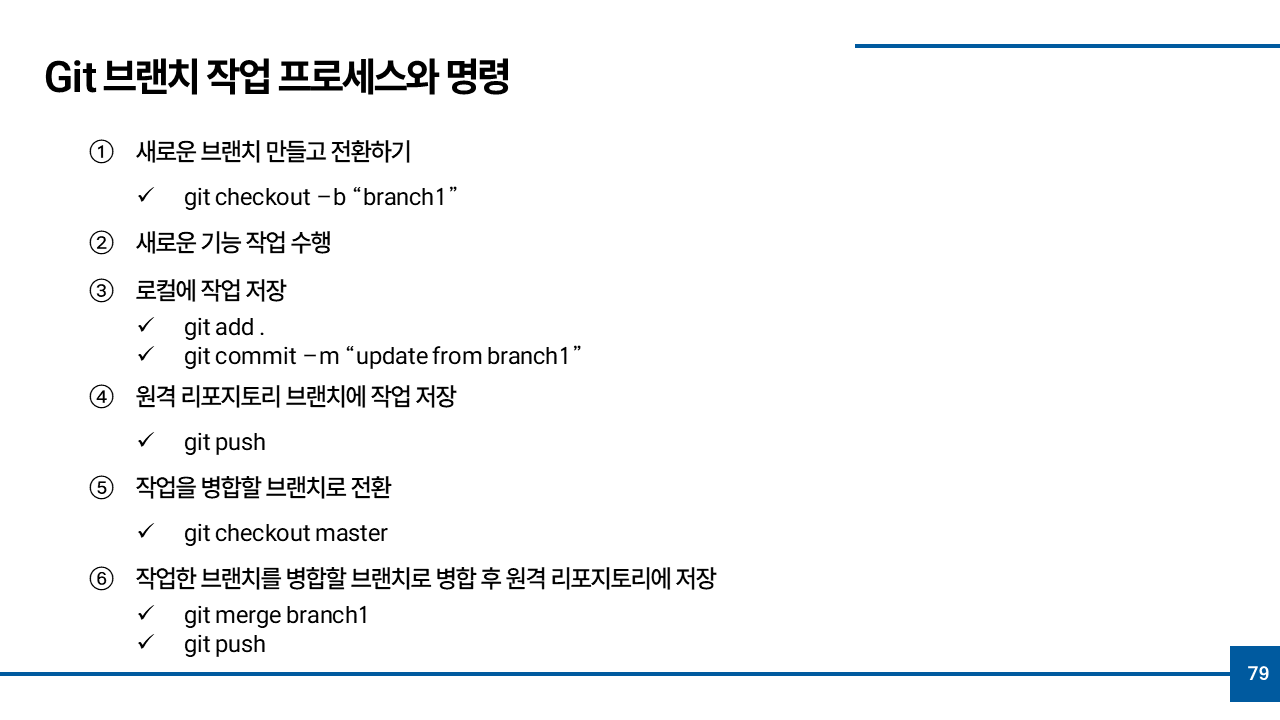 Git 브랜치 작업 프로세스와 명령
① 새로운 브랜치 만들고 전환하기
✓ git checkout –b “branch1”
② 새로운 기능 작업 수행
③ 로컬에 작업 저장
✓ git add .
✓ git commit –m “update from branch1”
④ 원격 리포지토리 브랜치에 작업 저장
✓ git push
⑤ 작업을 병합할 브랜치로 전환
✓ git checkout master
⑥ 작업한 브랜치를 병합할 브랜치로 병합 후 원격 리포지토리에 저장
✓ git merge branch1
✓ git push
79